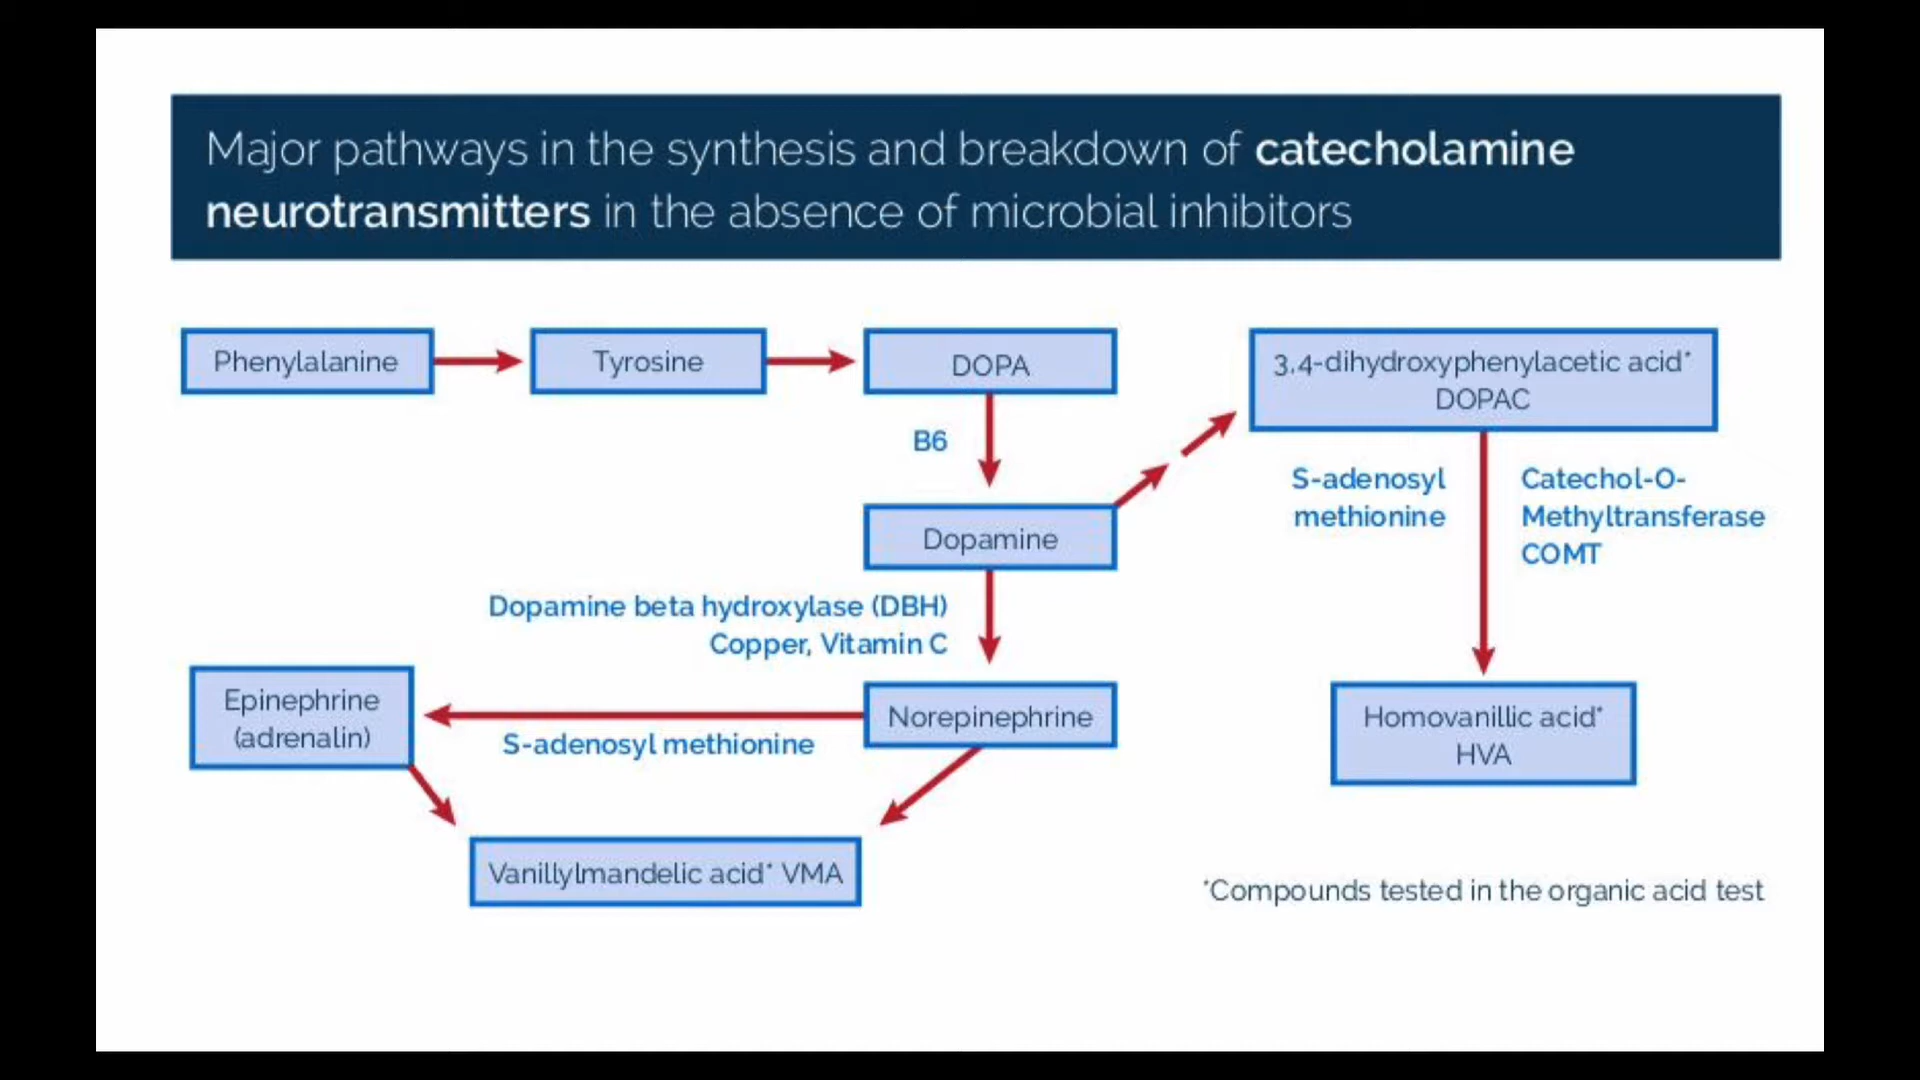 Major pathways in the synthesis and breakdown of catecholamine
neurotransmitters in the absence of microbial inhibitors
Phenylalanine
Tyrosine
DOPA
3,4-dihydroxyphenylacetic acid*
DOPAC
B6
S-adenosyl
methionine
Catechol-O-
Methyltransferase
COMT
Dopamine
Dopamine beta hydroxylase (DBH)
Copper, Vitamin C
Epinephrine
(adrenalin)
S-adenosyl methionine
Norepinephrine
Homovanillic acid*
HVA
Vanillylmandelic acid* VMA
*Compounds tested in the organic acid test